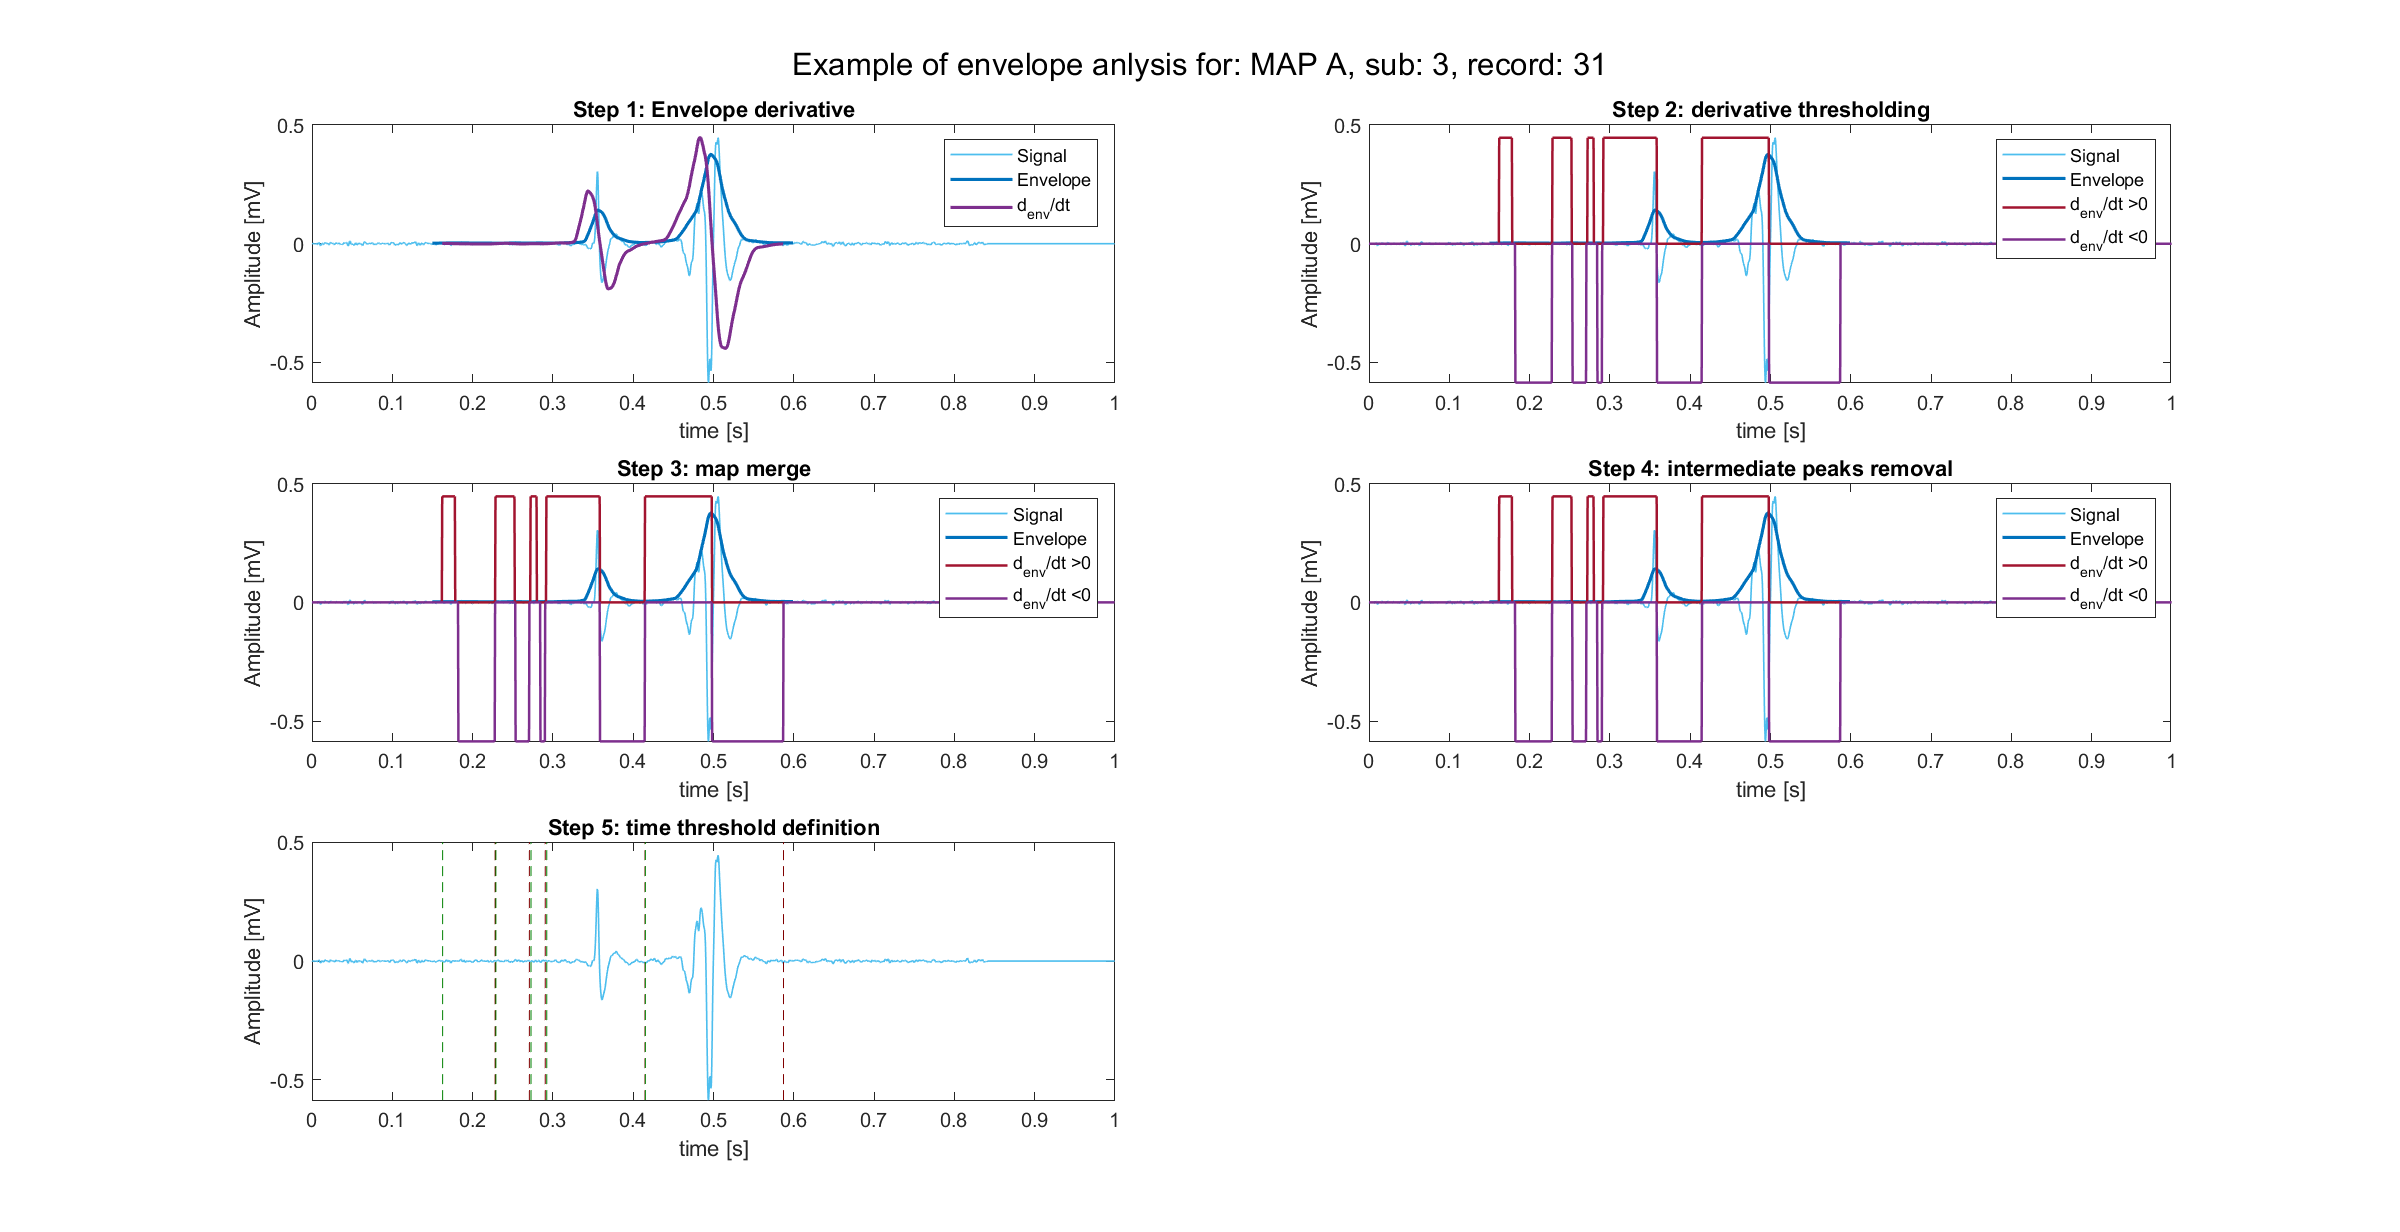 Example of envelope anlysis for: MAP A, sub: 3, record: 31
Step 1: Envelope derivative
0.5
0
-0.5
Amplitude [mV]
0 0.1 0.2 0.3 0.4 0.5 0.6 0.7 0.8 0.9 1
time [s]
Signal
Envelope
d_env/dt
Step 2: derivative thresholding
0.5
0
-0.5
Amplitude [mV]
0 0.1 0.2 0.3 0.4 0.5 0.6 0.7 0.8 0.9 1
time [s]
Signal
Envelope
d_env/dt >0
d_env/dt <0
Step 3: map merge
0.5
0
-0.5
Amplitude [mV]
0 0.1 0.2 0.3 0.4 0.5 0.6 0.7 0.8 0.9 1
time [s]
Signal
Envelope
d_env/dt >0
d_env/dt <0
Step 4: intermediate peaks removal
0.5
0
-0.5
Amplitude [mV]
0 0.1 0.2 0.3 0.4 0.5 0.6 0.7 0.8 0.9 1
time [s]
Signal
Envelope
d_env/dt >0
d_env/dt <0
Step 5: time threshold definition
0.5
0
-0.5
Amplitude [mV]
0 0.1 0.2 0.3 0.4 0.5 0.6 0.7 0.8 0.9 1
time [s]